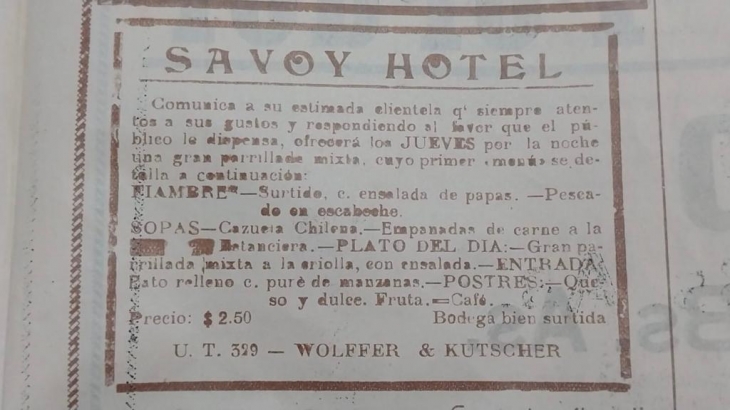 SAVOY HOTEL
Comunica a su estimada clientela q' siempre aten-
tos a sus gustos y respondiendo al favor que el pú-
blico le dispensa, ofrecerá los JUEVES por la noche
una gran parrillada mixta, cuyo primer «menú» se de-
talla a continuación:
FIAMBRE*—Surtido, c. ensalada de papas. —Pesca-
do en escabeche.
SOPAS—Cazuela Chilena.—Empanadas de carne a la
Estanciera.—PLATO DEL DIA:—Gran pa-
rrillada mixta a la criolla, con ensalada.—ENTRADA
Pato relleno c. puré de manzanas.—POSTRES:—Que-
so y dulce. Fruta.—Café.
Precio: $ 2.50 Bodega bien surtida
U. T. 329 — WOLFFER & KUTSCHER